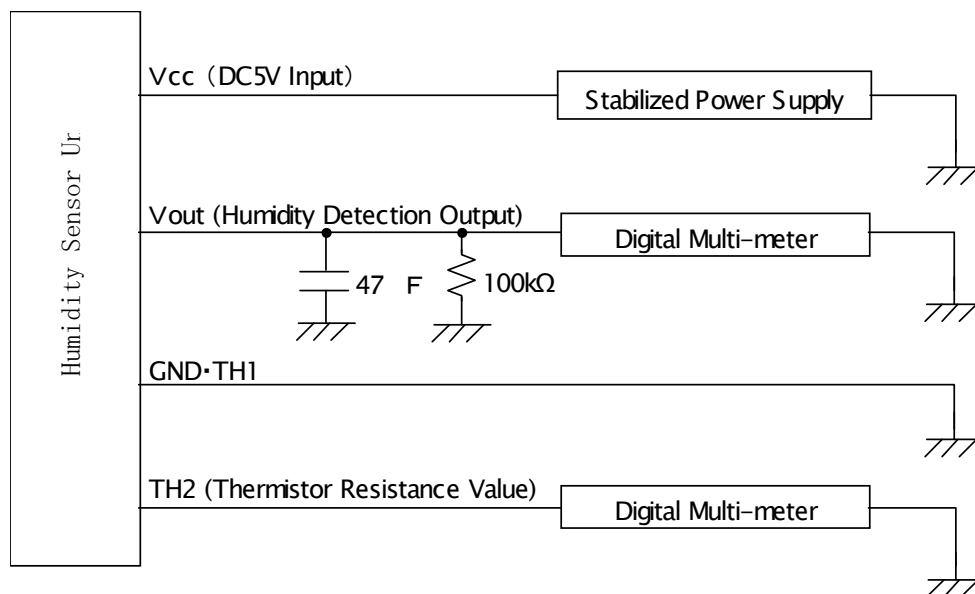 Humidity Sensor Ur
Vcc (DC5V Input)
Stabilized Power Supply
Vout (Humidity Detection Output)
Digital Multi-meter
47 F
100kΩ
GND·TH1
TH2 (Thermistor Resistance Value)
Digital Multi-meter